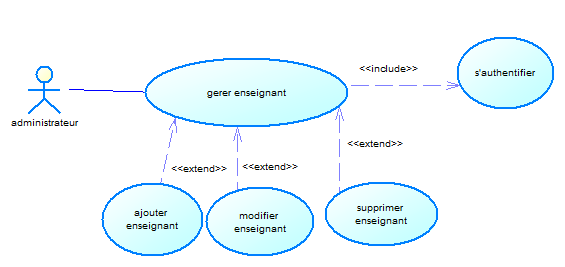 <<include>>
s'authentifier
gerer enseignant
administrateur
<<extend>>
<<extend>>
<<extend>>
ajouter
enseignant
modifier
enseignant
supprimer
enseignant